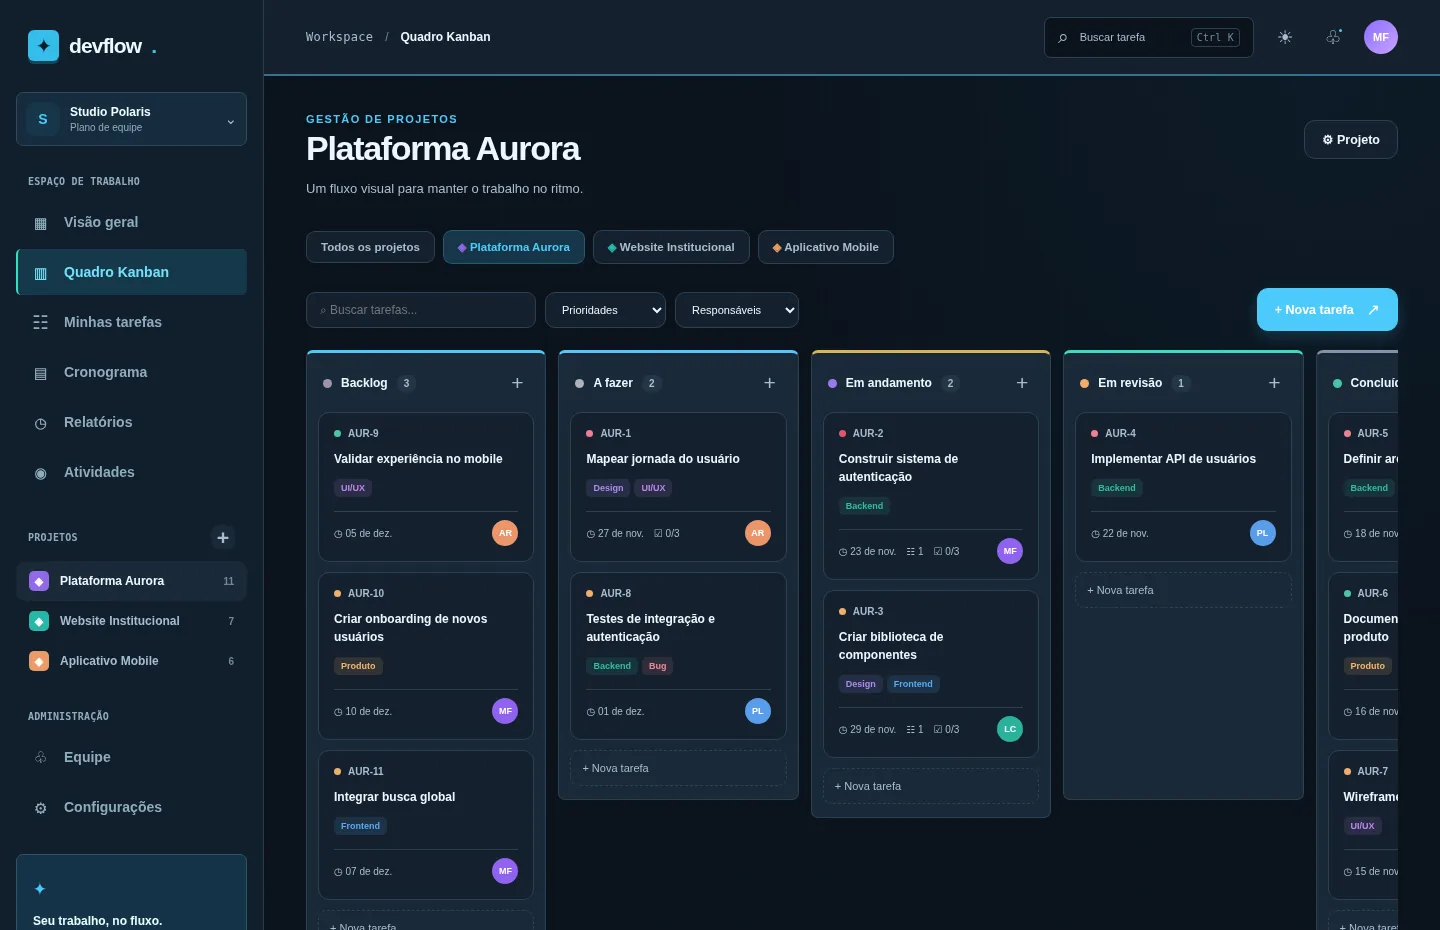 devflow.
Studio Polaris
Plano de equipe
ESPAÇO DE TRABALHO
Visão geral
Quadro Kanban
Minhas tarefas
Cronograma
Relatórios
Atividades
PROJETOS
+
Plataforma Aurora 11
Website Institucional 7
Aplicativo Mobile 6
ADMINISTRAÇÃO
Equipe
Configurações
Seu trabalho, no fluxo.
Workspace / Quadro Kanban
Buscar tarefa Ctrl K
MF
GESTÃO DE PROJETOS
Plataforma Aurora
Um fluxo visual para manter o trabalho no ritmo.
Projeto
Todos os projetos
Plataforma Aurora
Website Institucional
Aplicativo Mobile
Buscar tarefas...
Prioridades
Responsáveis
+ Nova tarefa ↗
Backlog 3 +
AUR-9
Validar experiência no mobile
UI/UX
05 de dez. AR
AUR-10
Criar onboarding de novos
usuários
Produto
10 de dez. MF
AUR-11
Integrar busca global
Frontend
07 de dez. MF
+ Nova tarefa
A fazer 2 +
AUR-1
Mapear jornada do usuário
Design UI/UX
27 de nov. 0/3 AR
AUR-8
Testes de integração e
autenticação
Backend Bug
01 de dez. PL
+ Nova tarefa
Em andamento 2 +
AUR-2
Construir sistema de
autenticação
Backend
23 de nov. 1 0/3 MF
AUR-3
Criar biblioteca de
componentes
Design Frontend
29 de nov. 1 0/3 LC
+ Nova tarefa
Em revisão 1 +
AUR-4
Implementar API de usuários
Backend
22 de nov. PL
+ Nova tarefa
AUR-5
Definir
Backend
18 de nov
AUR-6
produto
Produto
16 de nov
AUR-7
UI/UX
15 de nov
+ Nova
S